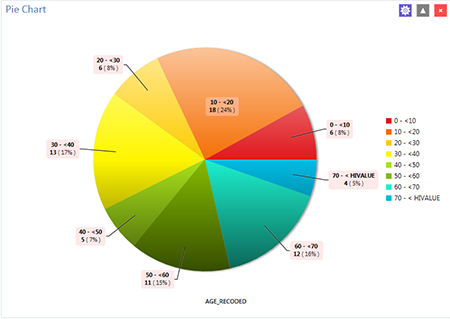 Pie Chart
20 - <30
6 ( 8%)
10 - <20
18 ( 24%)
0 - <10
6 ( 8%)
30 - <40
13 ( 17%)
70 - < HIVALUE
4 ( 5%)
40 - <50
5 ( 7%)
60 - <70
12 ( 16%)
50 - <60
11 ( 15%)
0 - <10
10 - <20
20 - <30
30 - <40
40 - <50
50 - <60
60 - <70
70 - < HIVALUE
AGE_RECODED